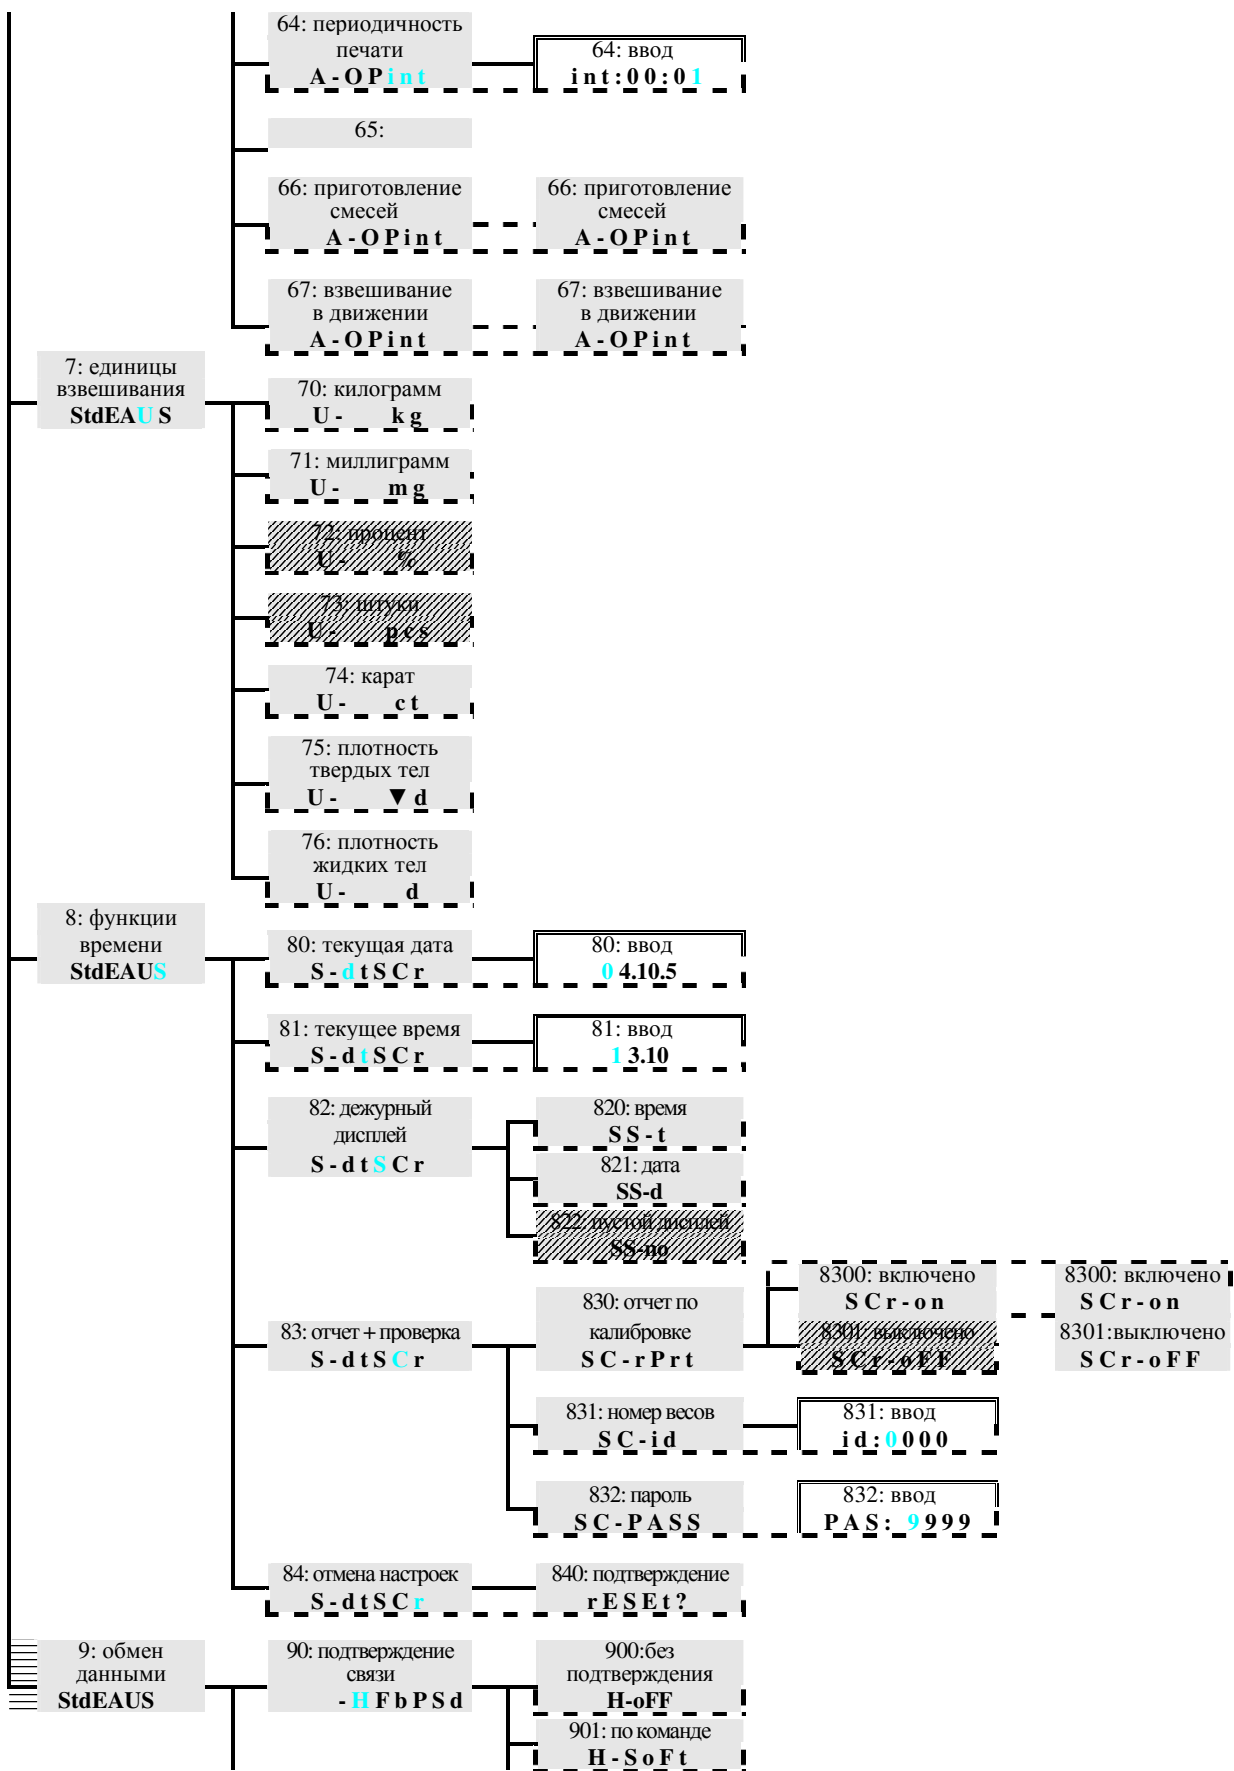 64: периодичность
печати
A-OPint
64: ввод
int:00:01
65:
66: приготовление
смесей
A-OPint
66: приготовление
смесей
A-OPint
67: взвешивание
в движении
A-OPint
67: взвешивание
в движении
A-OPint
7: единицы
взвешивания
StdEAUS
70: килограмм
U- kg
71: миллиграмм
U- mg
72: процент
U- %
73: штуки
U- pcs
74: карат
U- ct
75: плотность
твердых тел
U- ▼d
76: плотность
жидких тел
U- d
8: функции
времени
StdEAUS
80: текущая дата
S-dtSCr
80: ввод
04.10.5
81: текущее время
S-dtSCr
81: ввод
13.10
82: дежурный
дисплей
S-dtSCr
820: время
SS-t
821: дата
SS-d
822: пустой дисплей
SS-no
83: отчет + проверка
S-dtSCr
830: отчет по
калибровке
SC-rPrt
8300: включено
SCr-on
8301: выключено
SCr-oFF
8300: включено
SCr-on
8301:выключено
SCr-oFF
831: номер весов
SC-id
831: ввод
id:0000
832: пароль
SC-PASS
832: ввод
PAS: 9999
84: отмена настроек
S-dtSCr
840: подтверждение
rESEt?
9: обмен
данными
StdEAUS
90: подтверждение
связи
-HFbPSd
900:без
подтверждения
H-oFF
901: по команде
H-SoFt